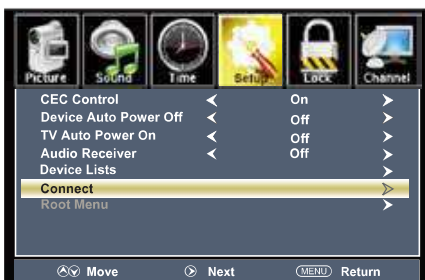 Picture Sound Time Setup Lock Channel
CEC Control On
Device Auto Power Off Off
TV Auto Power On Off
Audio Receiver Off
Device Lists
Connect
Root Menu
Move Next MENU Return